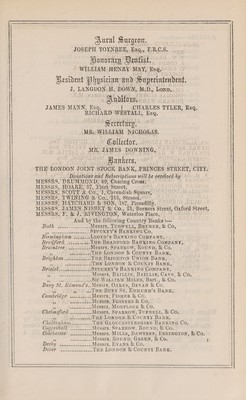 Aural Surgeon.
JOSEPH TOYNBEE, Esq., F.R.C.S.
Honorary Dentist.
WILLIAM HENRY MAY, Esq.
Resident Physician and Superintendent.
J. LANGDON H. DOWN, M.D., Lond.
Auditors.
JAMES MANN, Esq. | CHARLES TYLER, Esq.
RICHARD WESTALL, Esq.
Secretary.
MR. WILLIAM NICHOLAS.
Collector.
MR. JAMES DOWNING.
Bankers.
THE LONDON JOINT STOCK BANK, PRINCES STREET, CITY.
Donations and Subscriptions will be received by
MESSRS. DRUMMOND, 49, Charing Cross.
MESSRS. HOARE, 37, Fleet Street.
MESSRS. SCOTT & Co., 1, Cavendish Square.
MESSRS. TWINING & Co., 215, Strand.
MESSRS. HATCHARD & SON, 187, Piccadilly.
MESSRS. JAMES NISBET & Co., 21, Berners Street, Oxford Street.
MESSRS. F. & J. RIVINGTON, Waterloo Place.
And by the following Country Banks:—
Bath Messrs. Tugwell, Brymer, & Co.
Stuckey's Banking Co.
Birmingham Lloyd's Banking Company.
Bradford The Bradford Banking Company.
Braintree Messrs. Sparrow, Round, & Co.
The London & County Bank.
Brighton The Brighton Union Bank.
The London & County Bank.
Bristol Stuckey's Banking Company.
Messrs. Baillie, Baillie, Cave, & Co.
Sir William Miles, Bart., & Co.
Bury St. Edmund's Messrs. Oakes, Bevan & Co.
" The Bury St. Edmund's Bank.
Cambridge Messrs. Fisher & Co.
Messrs. Fosters & Co.
Messrs. Mortlock & Co.
Chelmsford Messrs. Sparrow, Tufnell, & Co.
The London & County Bank.
Cheltenham The Gloucestershire Banking Co.
Coggeshall Messrs. Sparrow, Round, & Co.
Colchester Messrs. Mills, Bawtree, Errington, & Co.
Messrs. Round, Green, & Co.
Derby Messrs. Evans & Co.
Dover The London & County Bank.